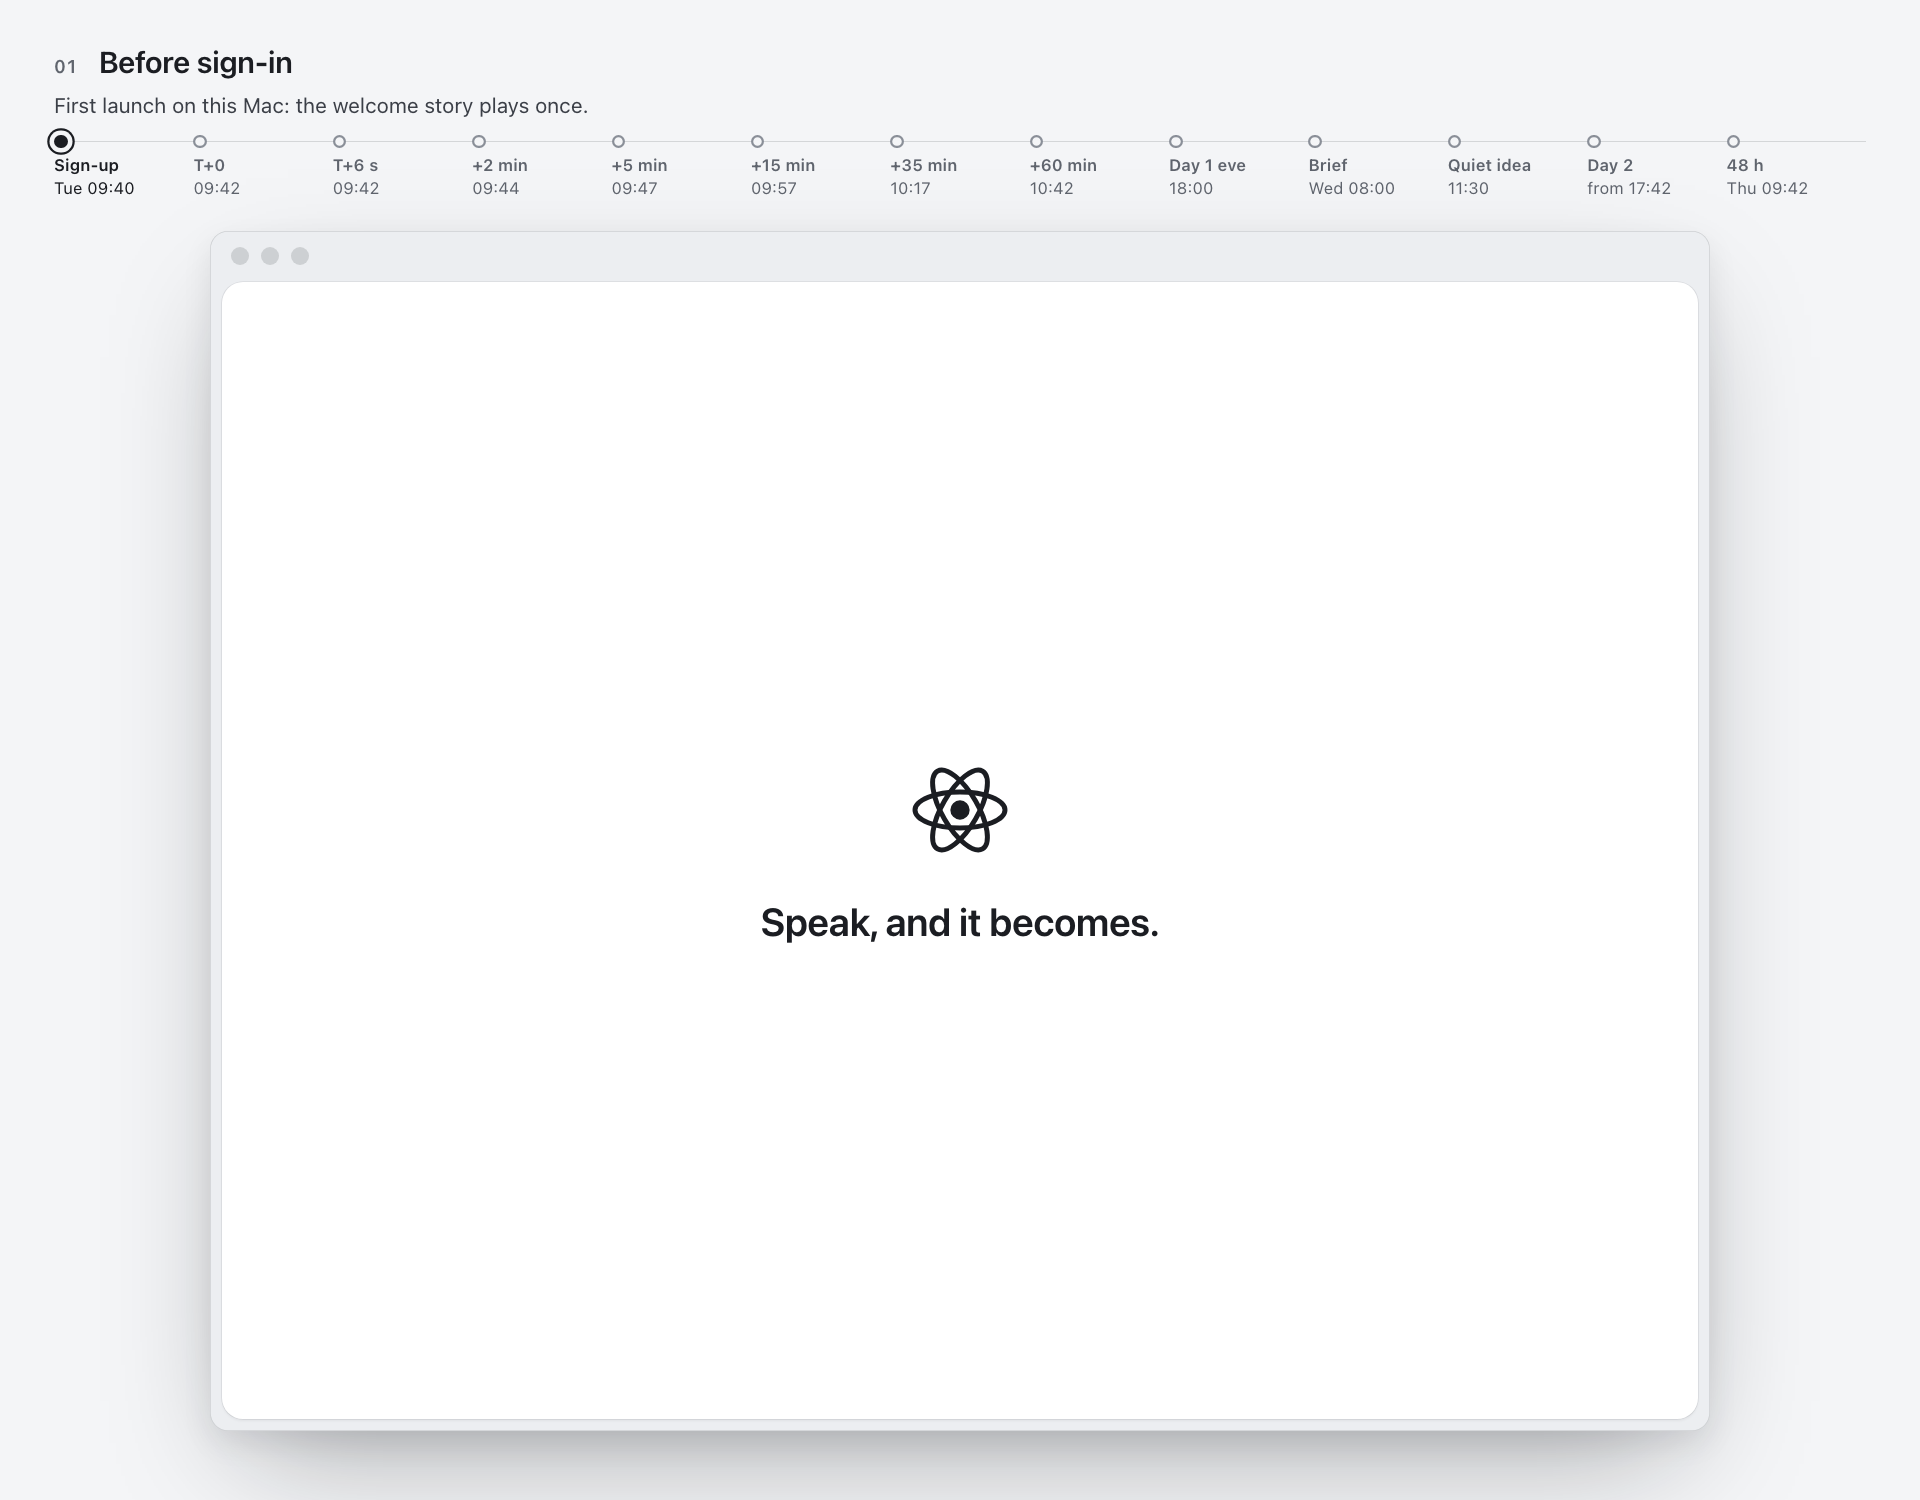 01 Before sign-in
First launch on this Mac: the welcome story plays once.
Sign-up T+0 T+6 s +2 min +5 min +15 min +35 min +60 min Day 1 eve Brief Quiet idea Day 2 48 h
Tue 09:40 09:42 09:42 09:44 09:47 09:57 10:17 10:42 18:00 Wed 08:00 11:30 from 17:42 Thu 09:42
Speak, and it becomes.